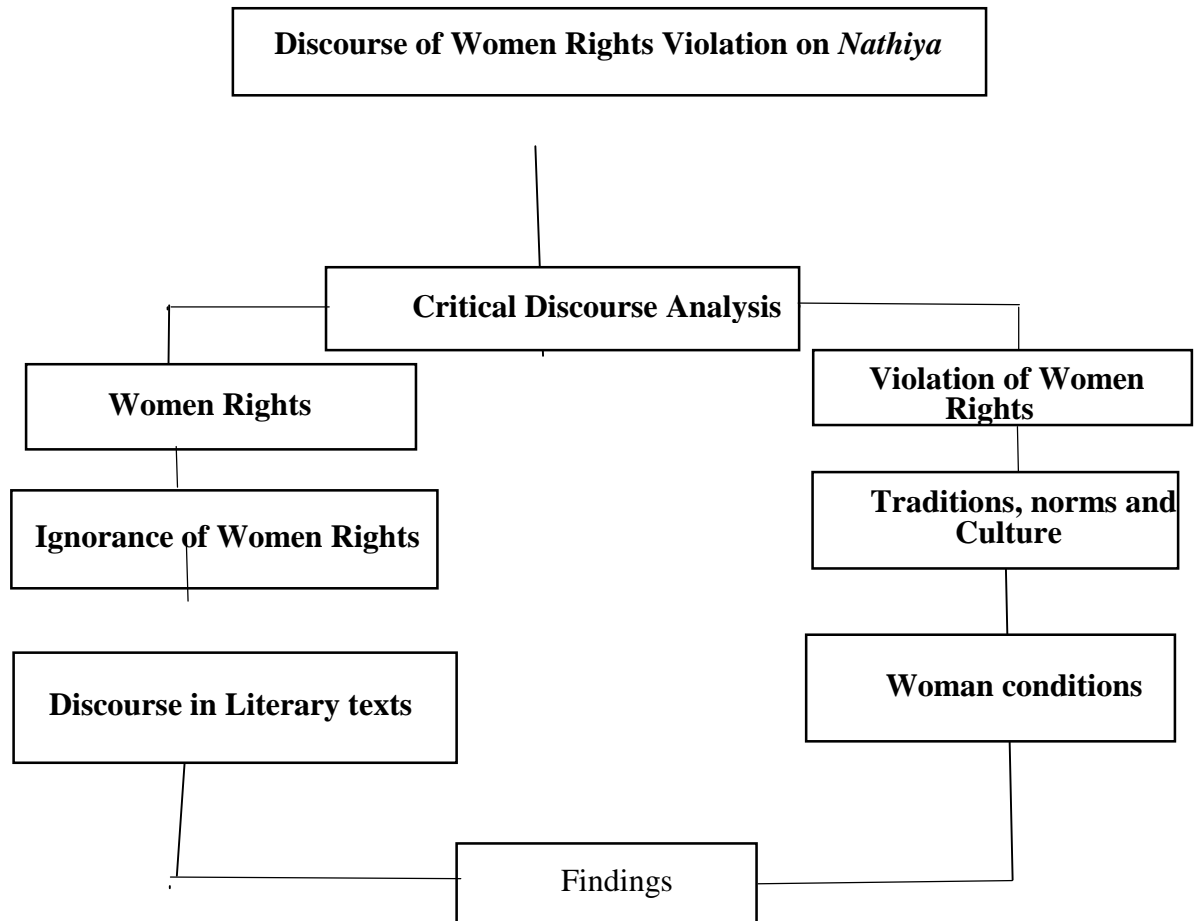 Discourse of Women Rights Violation on Nathiya
Critical Discourse Analysis
Women Rights
Violation of Women
Rights
Ignorance of Women Rights
Traditions, norms and
Culture
Discourse in Literary texts
Woman conditions
Findings